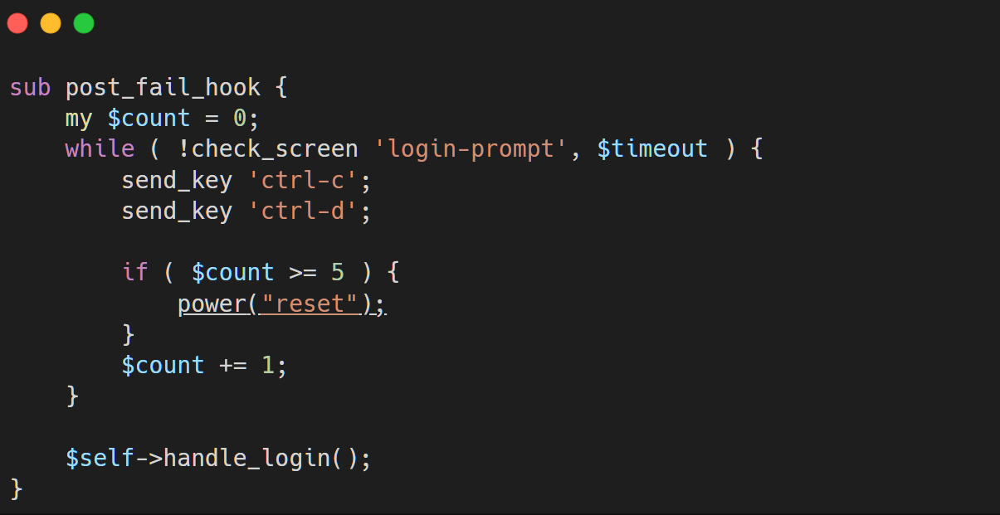 sub post_fail_hook {
    my $count = 0;
    while ( !check_screen 'login-prompt', $timeout ) {
        send_key 'ctrl-c';
        send_key 'ctrl-d';

        if ( $count >= 5 ) {
            power("reset");
        }
        $count += 1;
    }

    $self->handle_login();
}